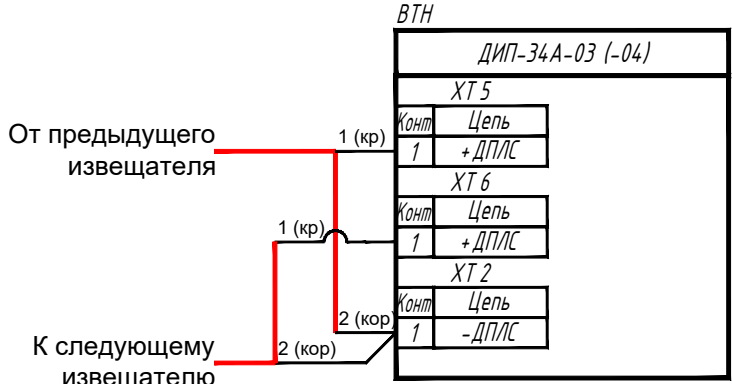 ВТН
ДИП-34А-03 (-04)
ХТ 5
Конт Цепь
1 (кр) 1 +ДПЛС
От предыдущего
извещателя
ХТ 6
Конт Цепь
1 (кр) 1 +ДПЛС
ХТ 2
Конт Цепь
2 (кор) 1 -ДПЛС
К следующему
извещателю
2 (кор)